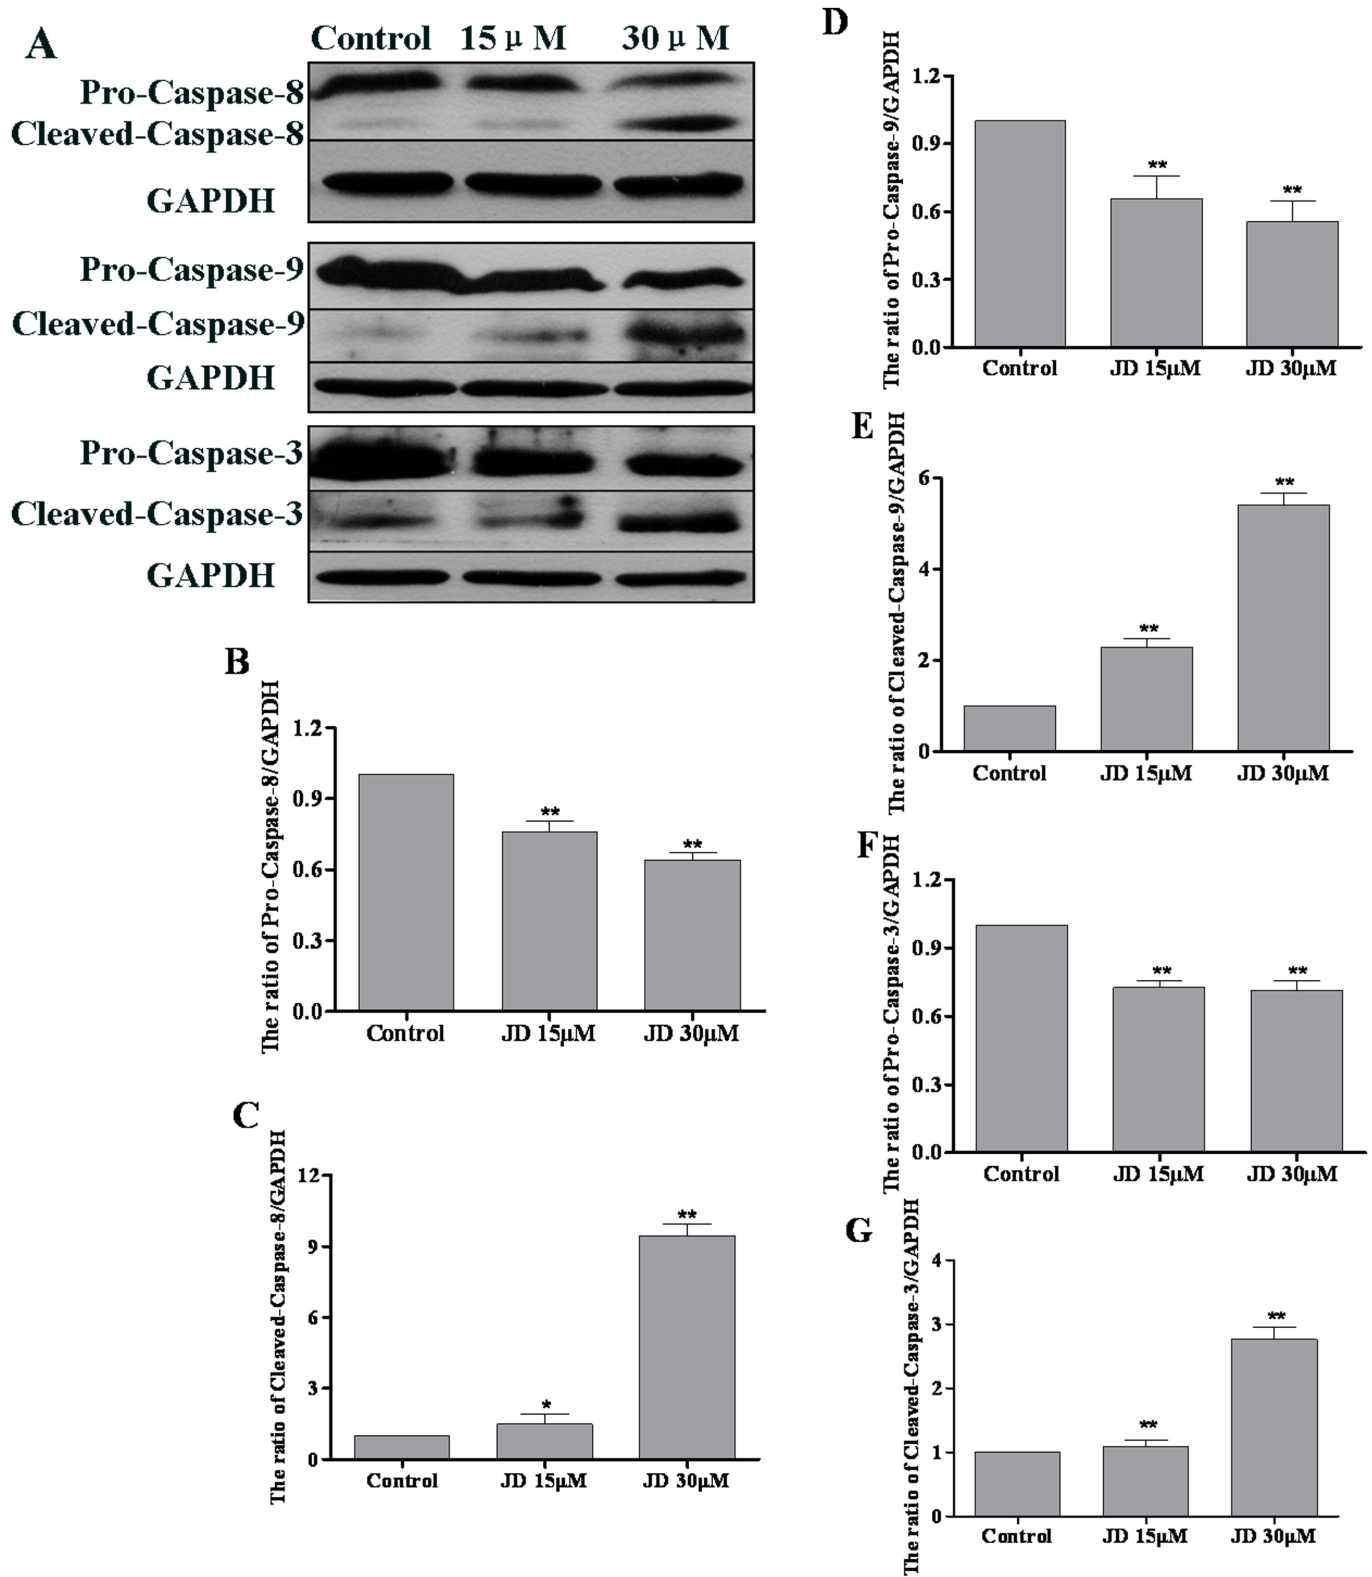 A
Control 15 μ M 30 μ M
Pro-Caspase-8
Cleaved-Caspase-8
GAPDH
Pro-Caspase-9
Cleaved-Caspase-9
GAPDH
Pro-Caspase-3
Cleaved-Caspase-3
GAPDH
B
The ratio of Pro-Caspase-8/GAPDH
1.2
0.9
0.6
0.3
0.0
**
**
Control JD 15μM JD 30μM
C
The ratio of Cleaved-Caspase-8/GAPDH
12
9
6
3
0
*
**
Control JD 15μM JD 30μM
D
The ratio of Pro-Caspase-9/GAPDH
1.2
0.9
0.6
0.3
0.0
**
**
Control JD 15μM JD 30μM
E
The ratio of Cleaved-Caspase-9/GAPDH
6
4
2
0
**
**
Control JD 15μM JD 30μM
F
The ratio of Pro-Caspase-3/GAPDH
1.2
0.9
0.6
0.3
0.0
**
**
Control JD 15μM JD 30μM
G
The ratio of Cleaved-Caspase-3/GAPDH
4
3
2
1
0
**
**
Control JD 15μM JD 30μM